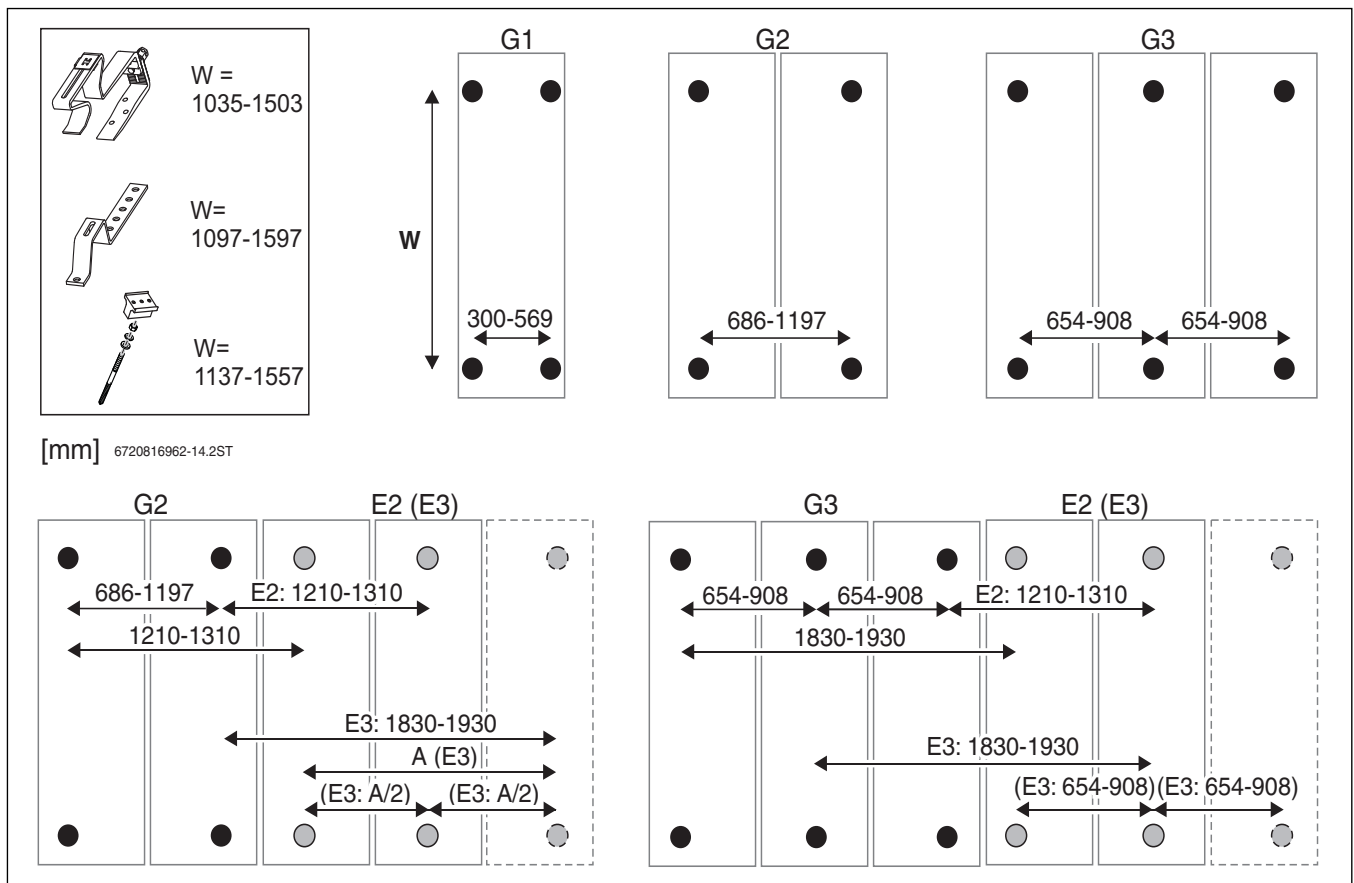 W =
1035-1503
W=
1097-1597
W=
1137-1557
G1
G2
G3
W
300-569
686-1197
654-908
654-908
[mm] 6720816962-14.2ST
G2
E2 (E3)
686-1197
E2: 1210-1310
1210-1310
E3: 1830-1930
A (E3)
(E3: A/2)
(E3: A/2)
G3
E2 (E3)
654-908
654-908
E2: 1210-1310
1830-1930
E3: 1830-1930
(E3: 654-908)
(E3: 654-908)